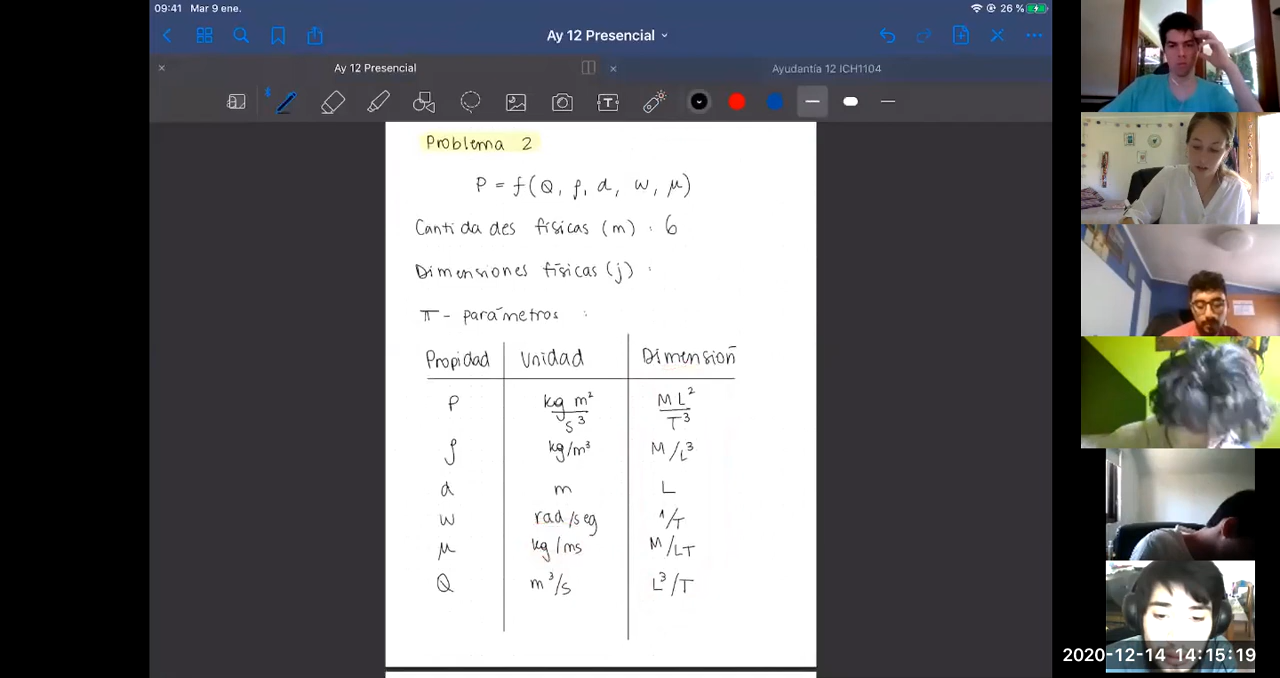 09:41 Mar 9 ene.
26 %
Ay 12 Presencial
Ay 12 Presencial
Ayudantía 12 ICH1104
Problema 2
P = f(Q, ρ, d, w, μ)
Cantidades físicas (m) : 6
Dimensiones físicas (j) :
π - parámetros :
Propidad Unidad Dimensión
P kg m²/s³ M L²/T³
ρ kg/m³ M/L³
d m L
w rad/seg 1/T
μ kg/ms M/LT
Q m³/s L³/T
2020-12-14 14:15:19